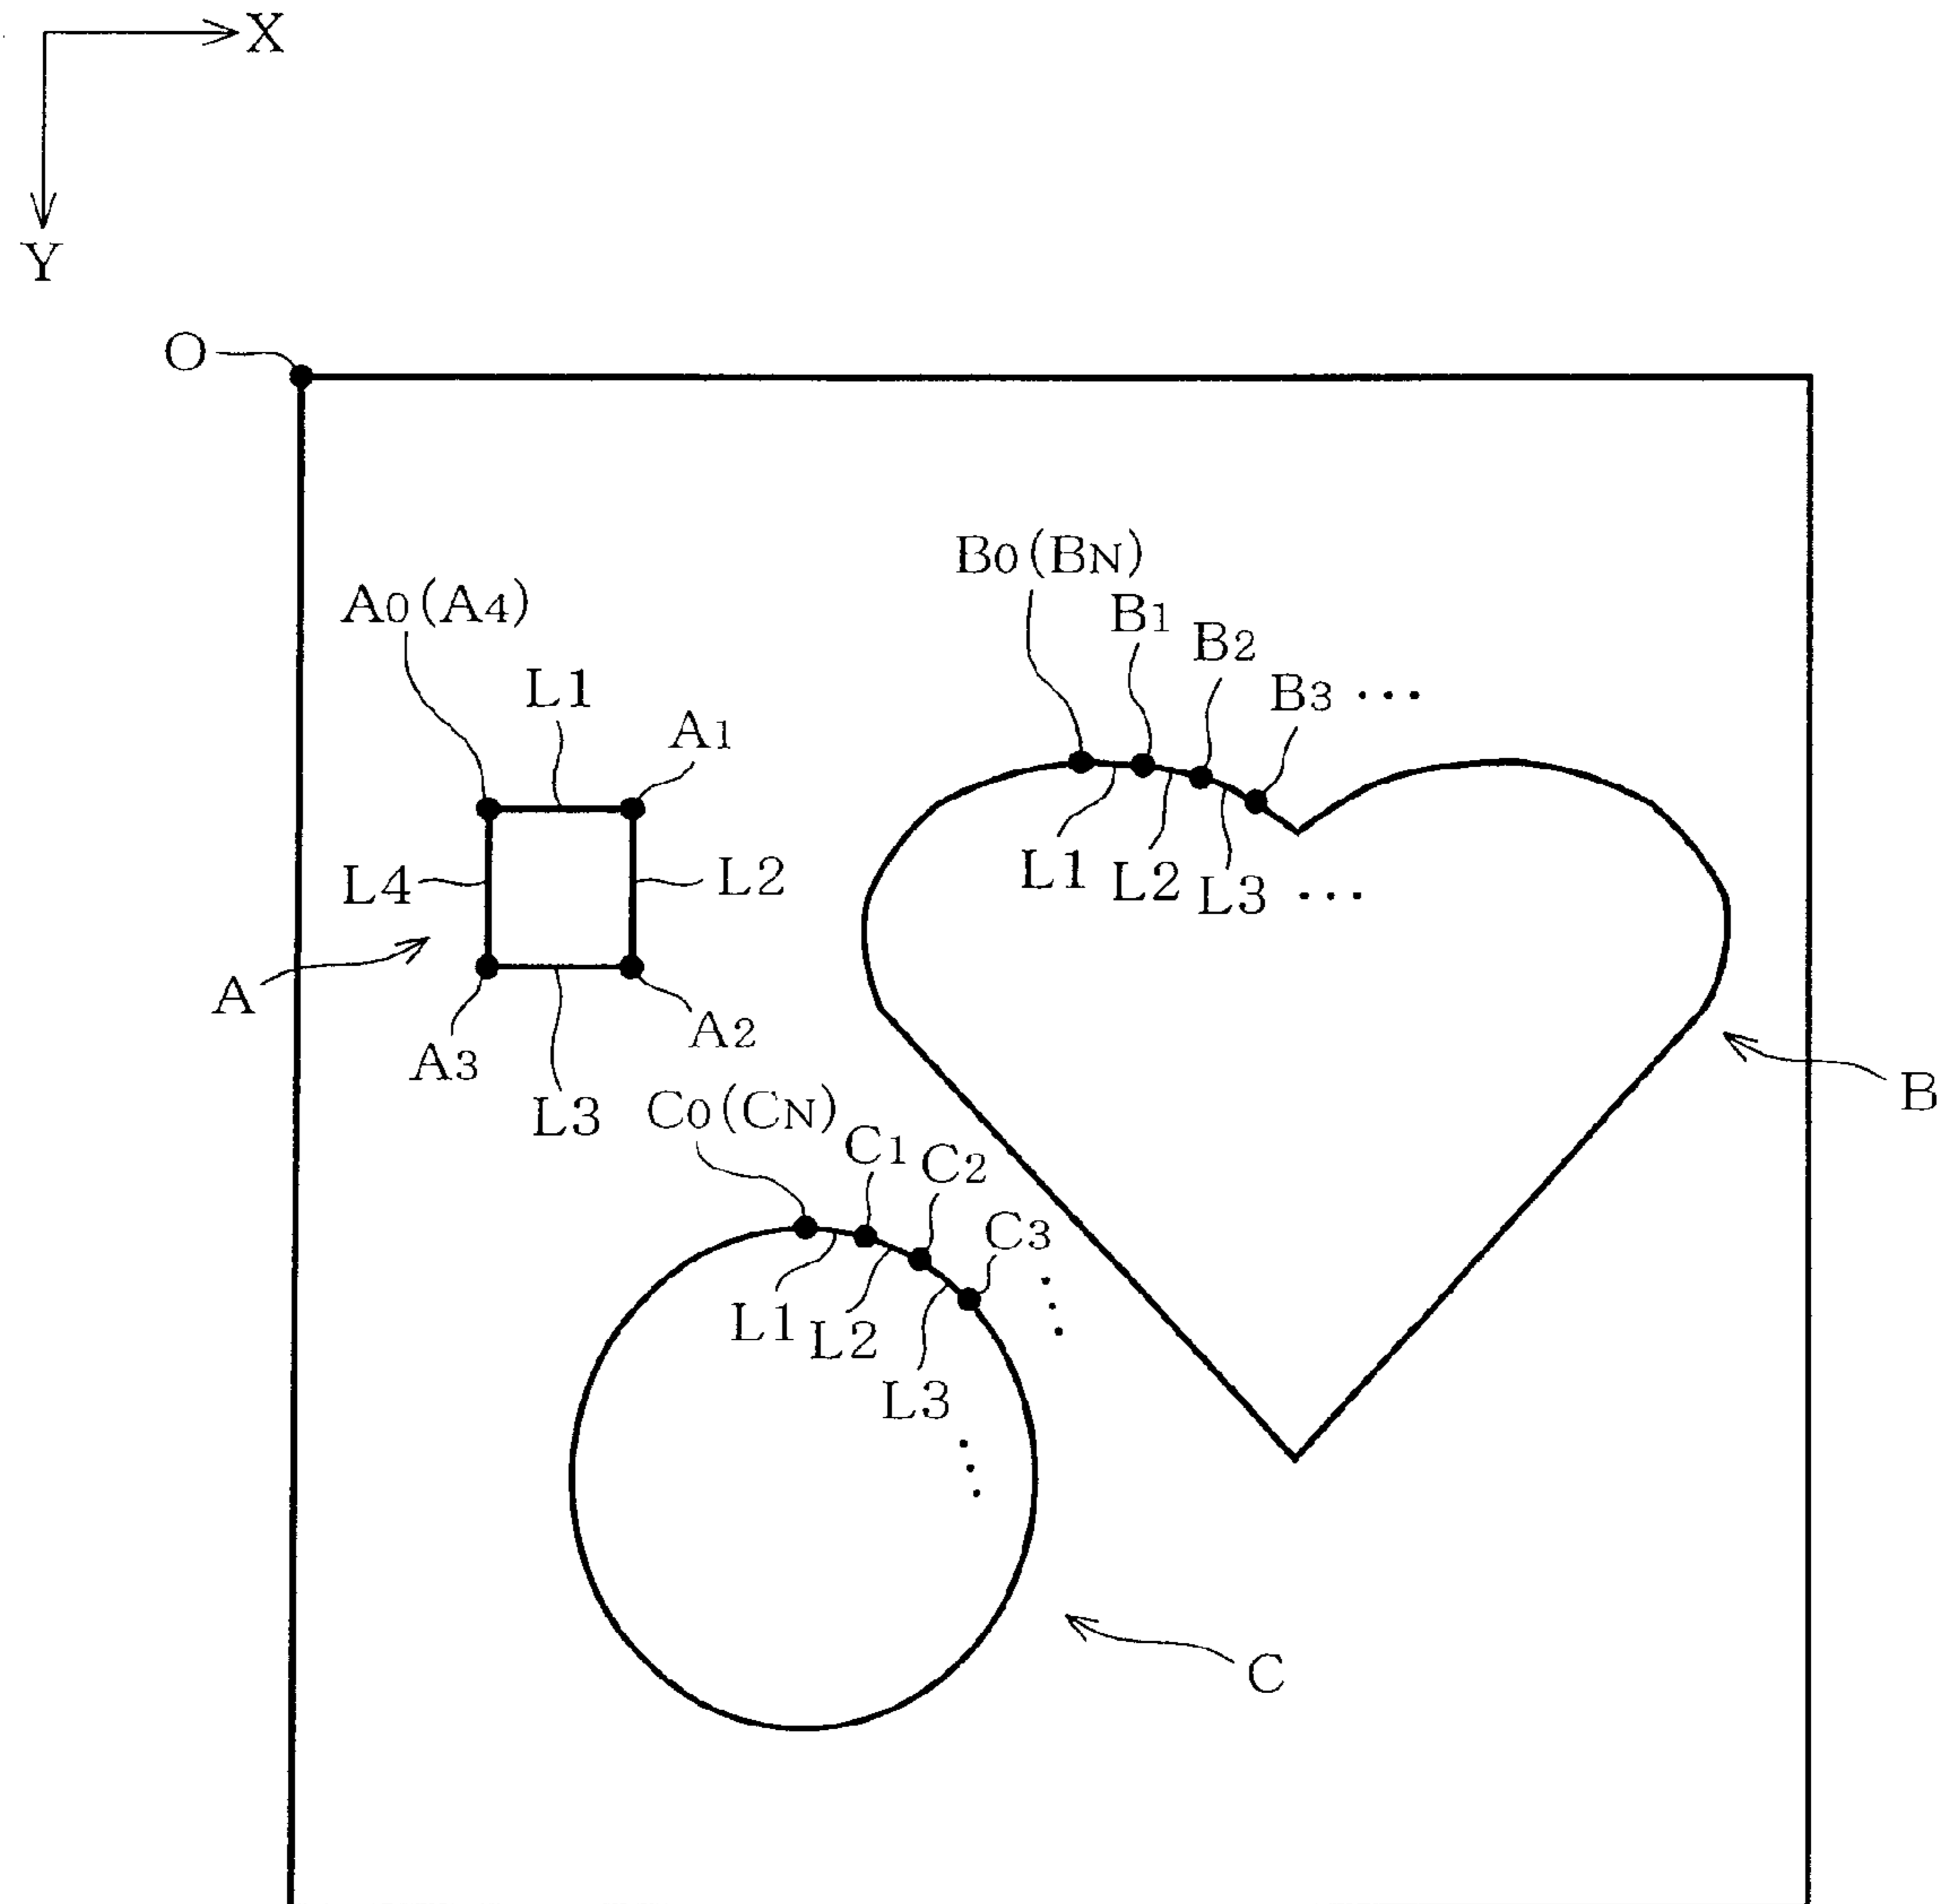 X
Y
O
B0(BN)
A0(A4)
B1
B2
L1
B3 ···
A1
L1
L2
L3 ···
L4
L2
A
A3
A2
B
L3
C0(CN)
C1
C2
C3
L1
L2
L3
C